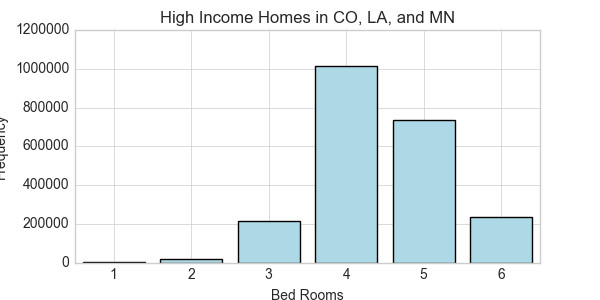 High Income Homes in CO, LA, and MN
1200000
1000000
800000
600000
400000
200000
0
Frequency
1 2 3 4 5 6
Bed Rooms